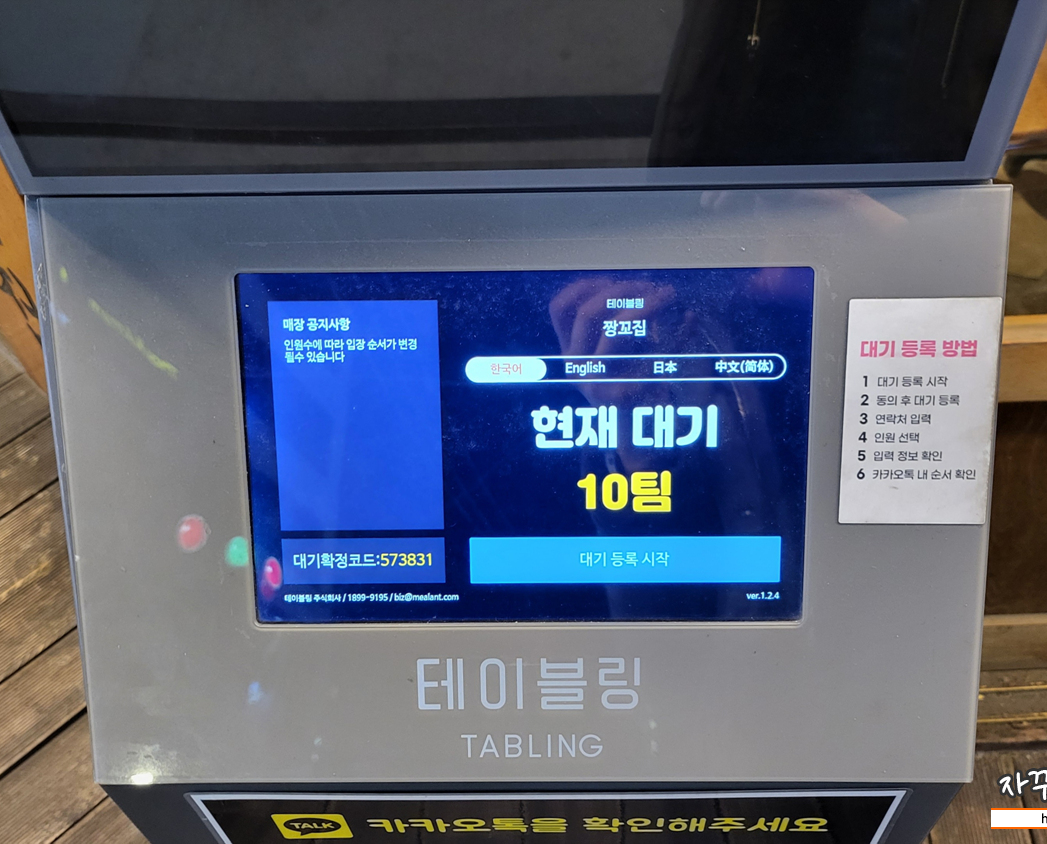 매장 공지사항
인원수에 따라 입장 순서가 변경
될수 있습니다
대기확정코드:573831
테이블링 주식회사 / 1899-9195 / biz@mealant.com
테이블링
짱꼬집
한국어 English 日本 中文(简体)
현재 대기
10팀
대기 등록 시작
ver.1.2.4
대기 등록 방법
1 대기 등록 시작
2 동의 후 대기 등록
3 연락처 입력
4 인원 선택
5 입력 정보 확인
6 카카오톡 내 순서 확인
테이블링
TABLING
TALK 카카오톡을 확인해주세요